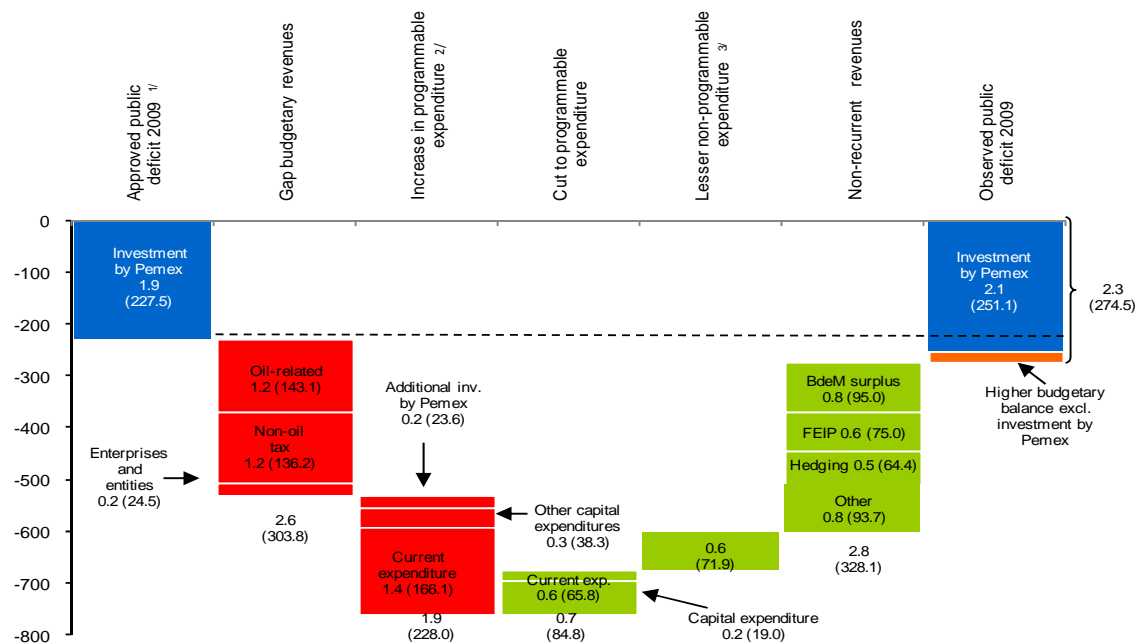 Approved public
deficit 2009 1/
Gap budgetary revenues
Increase in programmable
expenditure 2/
Cut to programmable
expenditure
Lesser non-programmable
expenditure 3/
Non-recurrent revenues
Observed public
deficit 2009
0
-100
-200
-300
-400
-500
-600
-700
-800
Investment
by Pemex
1.9
(227.5)
Oil-related
1.2 (143.1)
Non-oil
tax
1.2 (136.2)
Enterprises and
entities
0.2 (24.5)
2.6
(303.8)
Additional inv.
by Pemex
0.2 (23.6)
Other capital
expenditures
0.3 (38.3)
Current
expenditure
1.4 (166.1)
1.9
(228.0)
Current exp.
0.6 (65.8)
0.7
(84.8)
Capital expenditure
0.2 (19.0)
0.6
(71.9)
BdeM surplus
0.8 (95.0)
FEIP 0.6 (75.0)
Hedging 0.5 (64.4)
Other
0.8 (93.7)
2.8
(328.1)
Investment
by Pemex
2.1
(251.1)
2.3
(274.5)
Higher budgetary
balance excl.
investment by
Pemex